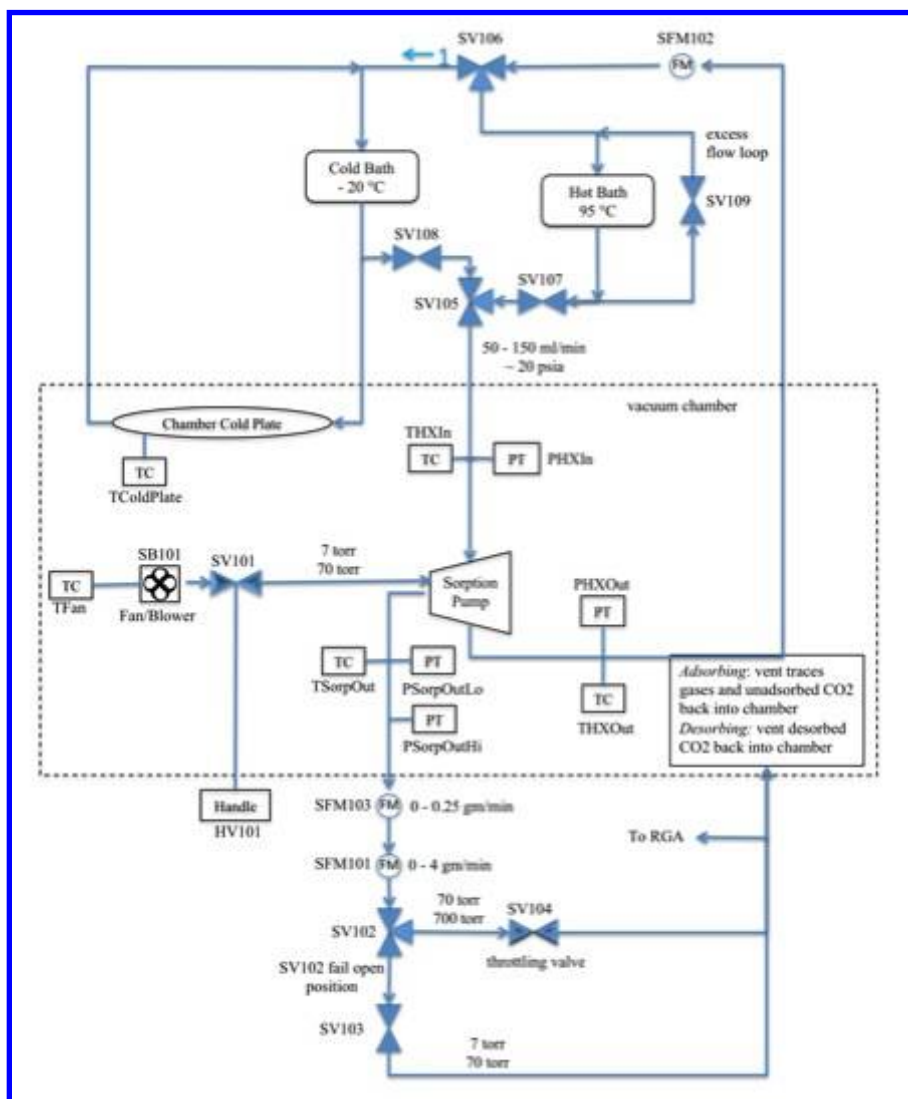 SV106
SFM102
1
FM
excess
flow loop
Cold Bath
- 20 °C
Hot Bath
95 °C
SV109
SV108
SV107
SV105
50 - 150 ml/min
~ 20 psia
vacuum chamber
Chamber Cold Plate
THXIn
TC
PT
PHXIn
TC
TColdPlate
SB101
SV101
7 torr
70 torr
TC
TFan
Fan/Blower
Sorption
Pump
PHXOut
PT
TC
PT
TSorpOut
PSorpOutLo
PT
PSorpOutHi
TC
THXOut
Adsorbing: vent traces
gases and unadsorbed CO2
back into chamber
Desorbing: vent desorbed
CO2 back into chamber
Handle
HV101
SFM103
FM
0 - 0.25 gm/min
To RGA
SFM101
FM
0 - 4 gm/min
70 torr
700 torr
SV104
SV102
throttling valve
SV102 fail open
position
SV103
7 torr
70 torr